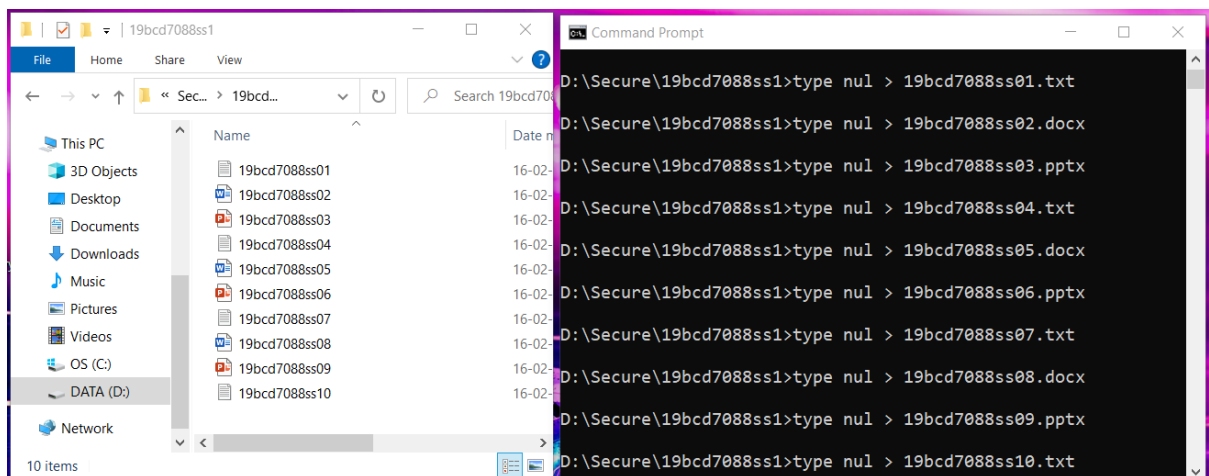 19bcd7088ss1
File Home Share View
« Sec... > 19bcd... Search 19bcd708
Name Date m
This PC
3D Objects
Desktop
Documents
Downloads
Music
Pictures
Videos
OS (C:)
DATA (D:)
Network
19bcd7088ss01 16-02-
19bcd7088ss02 16-02-
19bcd7088ss03 16-02-
19bcd7088ss04 16-02-
19bcd7088ss05 16-02-
19bcd7088ss06 16-02-
19bcd7088ss07 16-02-
19bcd7088ss08 16-02-
19bcd7088ss09 16-02-
19bcd7088ss10 16-02-
10 items
Command Prompt
D:\Secure\19bcd7088ss1>type nul > 19bcd7088ss01.txt
D:\Secure\19bcd7088ss1>type nul > 19bcd7088ss02.docx
D:\Secure\19bcd7088ss1>type nul > 19bcd7088ss03.pptx
D:\Secure\19bcd7088ss1>type nul > 19bcd7088ss04.txt
D:\Secure\19bcd7088ss1>type nul > 19bcd7088ss05.docx
D:\Secure\19bcd7088ss1>type nul > 19bcd7088ss06.pptx
D:\Secure\19bcd7088ss1>type nul > 19bcd7088ss07.txt
D:\Secure\19bcd7088ss1>type nul > 19bcd7088ss08.docx
D:\Secure\19bcd7088ss1>type nul > 19bcd7088ss09.pptx
D:\Secure\19bcd7088ss1>type nul > 19bcd7088ss10.txt